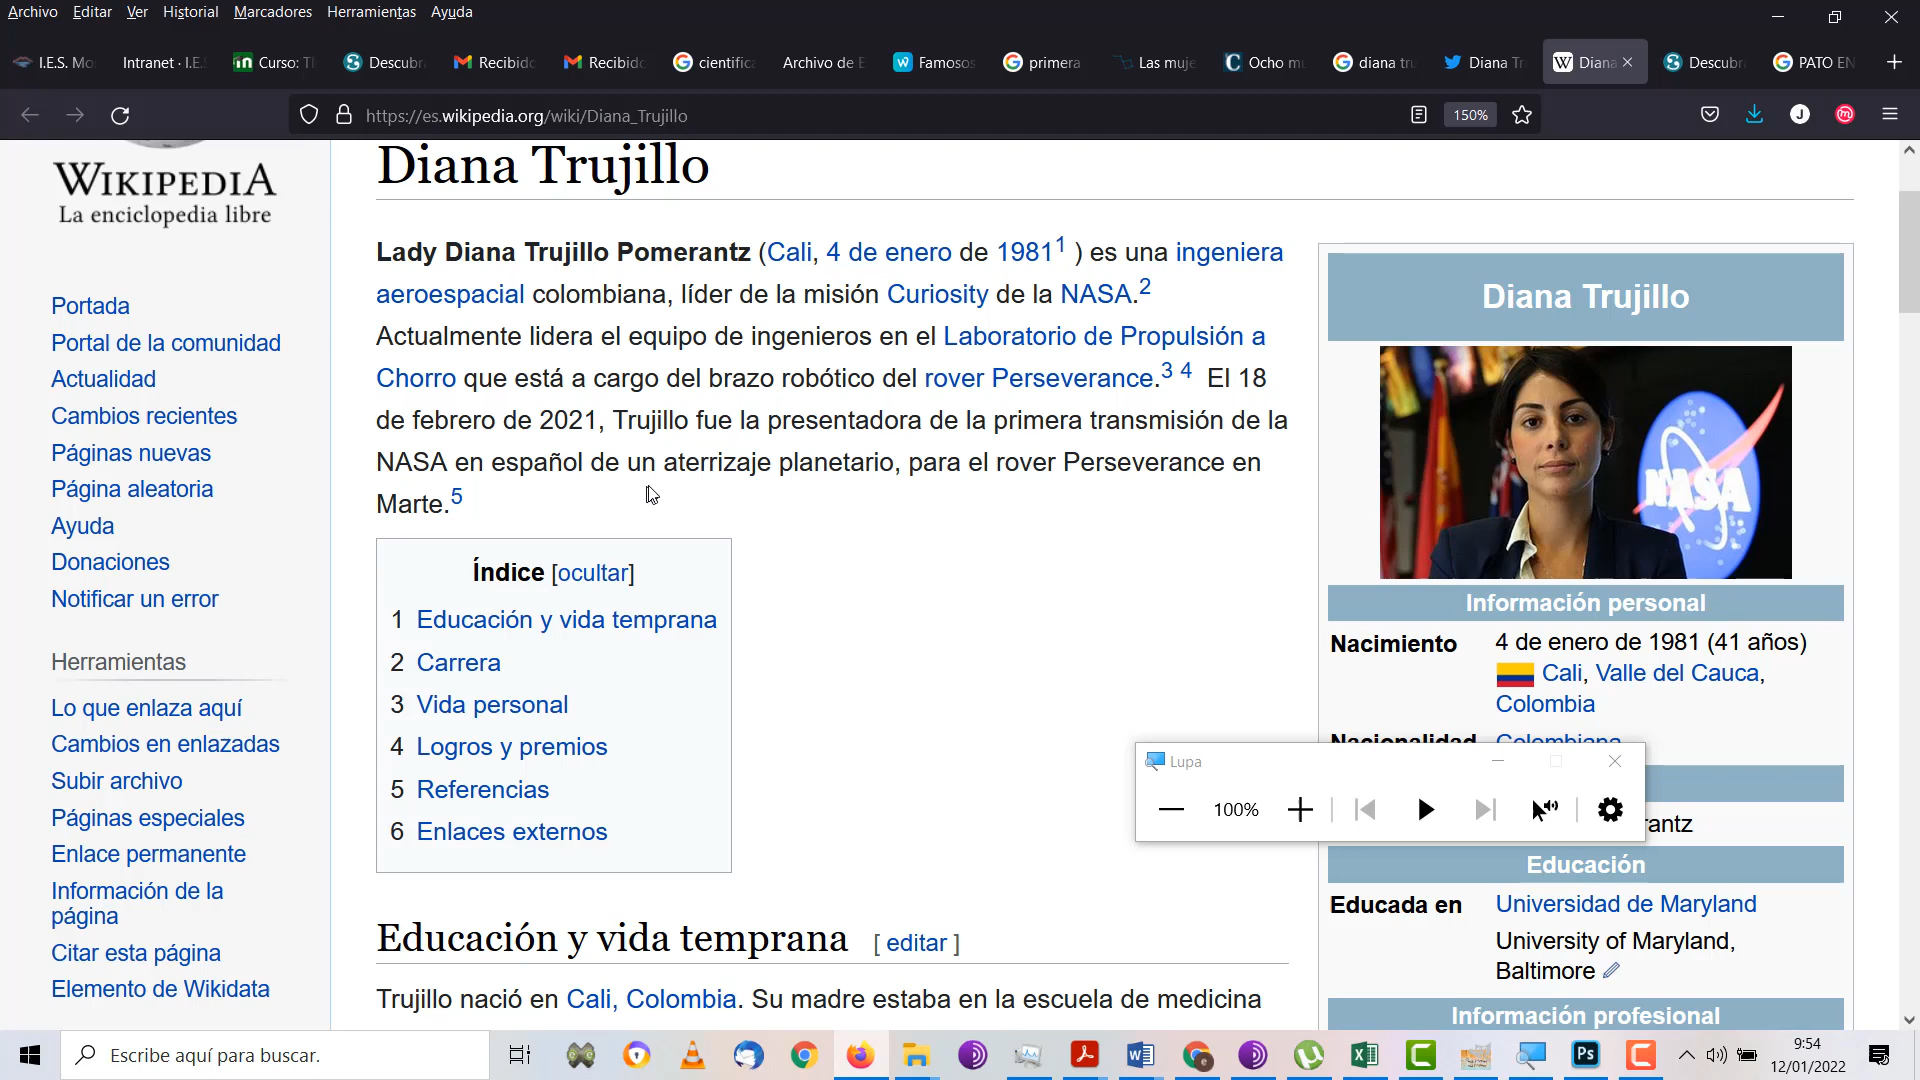 Archivo Editar Ver Historial Marcadores Herramientas Ayuda
I.E.S. Mo Intranet · I.E.S Curso: Descubr Recibido Recibido científica Archivo de Famosos primera Las muje Ocho mu diana tru Diana Tr Diana Descubr PATO EN
https://es.wikipedia.org/wiki/Diana_Trujillo 150%
WIKIPEDIA
La enciclopedia libre
Portada
Portal de la comunidad
Actualidad
Cambios recientes
Páginas nuevas
Página aleatoria
Ayuda
Donaciones
Notificar un error
Herramientas
Lo que enlaza aquí
Cambios en enlazadas
Subir archivo
Páginas especiales
Enlace permanente
Información de la
página
Citar esta página
Elemento de Wikidata
Diana Trujillo
Lady Diana Trujillo Pomerantz (Cali, 4 de enero de 1981¹ ) es una ingeniera
aeroespacial colombiana, líder de la misión Curiosity de la NASA.²
Actualmente lidera el equipo de ingenieros en el Laboratorio de Propulsión a
Chorro que está a cargo del brazo robótico del rover Perseverance.³ ⁴ El 18
de febrero de 2021, Trujillo fue la presentadora de la primera transmisión de la
NASA en español de un aterrizaje planetario, para el rover Perseverance en
Marte.⁵
Índice [ocultar]
1 Educación y vida temprana
2 Carrera
3 Vida personal
4 Logros y premios
5 Referencias
6 Enlaces externos
Educación y vida temprana [ editar ]
Trujillo nació en Cali, Colombia. Su madre estaba en la escuela de medicina
Diana Trujillo
NASA
Información personal
Nacimiento 4 de enero de 1981 (41 años)
Cali, Valle del Cauca,
Colombia
Nacionalidad Colombiana
Lupa
100%
rantz
Educación
Educada en Universidad de Maryland
University of Maryland,
Baltimore
Información profesional
Escribe aquí para buscar.
9:54
12/01/2022